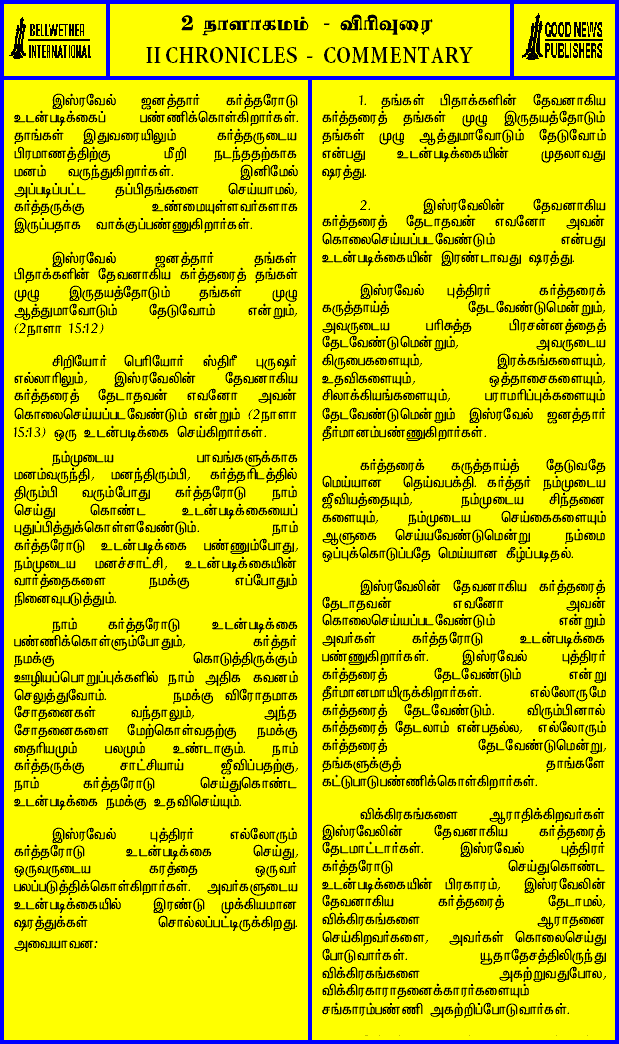 BELLWETHER
INTERNATIONAL
2 நாளாகமம் - விரிவுரை
II CHRONICLES - COMMENTARY
GOOD NEWS
PUBLISHERS
இஸ்ரவேல் ஜனத்தார் கர்த்தரோடு
உடன்படிக்கைப் பண்ணிக்கொள்கிறார்கள்.
தாங்கள் இதுவரையிலும் கர்த்தருடைய
பிரமாணத்திற்கு மீறி நடந்ததற்காக
மனம் வருந்துகிறார்கள். இனிமேல்
அப்படிப்பட்ட தப்பிதங்களை செய்யாமல்,
கர்த்தருக்கு உண்மையுள்ளவர்களாக
இருப்பதாக வாக்குப்பண்ணுகிறார்கள்.
இஸ்ரவேல் ஜனத்தார் தங்கள்
பிதாக்களின் தேவனாகிய கர்த்தரைத் தங்கள்
முழு இருதயத்தோடும் தங்கள் முழு
ஆத்துமாவோடும் தேடுவோம் என்றும்,
(2நாளா 15:12)
சிறியோர் பெரியோர் ஸ்திரீ புருஷர்
எல்லாரிலும், இஸ்ரவேலின் தேவனாகிய
கர்த்தரைத் தேடாதவன் எவனோ அவன்
கொலைசெய்யப்படவேண்டும் என்றும் (2நாளா
15:13) ஒரு உடன்படிக்கை செய்கிறார்கள்.
நம்முடைய பாவங்களுக்காக
மனம்வருந்தி, மனந்திரும்பி, கர்த்தரிடத்தில்
திரும்பி வரும்போது கர்த்தரோடு நாம்
செய்து கொண்ட உடன்படிக்கையைப்
புதுப்பித்துக்கொள்ளவேண்டும். நாம்
கர்த்தரோடு உடன்படிக்கை பண்ணும்போது,
நம்முடைய மனச்சாட்சி, உடன்படிக்கையின்
வார்த்தைகளை நமக்கு எப்போதும்
நினைவுபடுத்தும்.
நாம் கர்த்தரோடு உடன்படிக்கை
பண்ணிக்கொள்ளும்போதும், கர்த்தர்
நமக்கு கொடுத்திருக்கும்
ஊழியப்பொறுப்புக்களில் நாம் அதிக கவனம்
செலுத்துவோம். நமக்கு விரோதமாக
சோதனைகள் வந்தாலும், அந்த
சோதனைகளை மேற்கொள்வதற்கு நமக்கு
தைரியமும் பலமும் உண்டாகும். நாம்
கர்த்தருக்கு சாட்சியாய் ஜீவிப்பதற்கு,
நாம் கர்த்தரோடு செய்துகொண்ட
உடன்படிக்கை நமக்கு உதவிசெய்யும்.
இஸ்ரவேல் புத்திரர் எல்லோரும்
கர்த்தரோடு உடன்படிக்கை செய்து,
ஒருவருடைய கரத்தை ஒருவர்
பலப்படுத்திக்கொள்கிறார்கள். அவர்களுடைய
உடன்படிக்கையில் இரண்டு முக்கியமான
ஷரத்துக்கள் சொல்லப்பட்டிருக்கிறது.
அவையாவன:
1. தங்கள் பிதாக்களின் தேவனாகிய
கர்த்தரைத் தங்கள் முழு இருதயத்தோடும்
தங்கள் முழு ஆத்துமாவோடும் தேடுவோம்
என்பது உடன்படிக்கையின் முதலாவது
ஷரத்து.
2. இஸ்ரவேலின் தேவனாகிய
கர்த்தரைத் தேடாதவன் எவனோ அவன்
கொலைசெய்யப்படவேண்டும் என்பது
உடன்படிக்கையின் இரண்டாவது ஷரத்து.
இஸ்ரவேல் புத்திரர் கர்த்தரைக்
கருத்தாய்த் தேடவேண்டுமென்றும்,
அவருடைய பரிசுத்த பிரசன்னத்தைத்
தேடவேண்டுமென்றும், அவருடைய
கிருபைகளையும், இரக்கங்களையும்,
உதவிகளையும், ஒத்தாசைகளையும்,
சிலாக்கியங்களையும், பராமரிப்புக்களையும்
தேடவேண்டுமென்றும் இஸ்ரவேல் ஜனத்தார்
தீர்மானம்பண்ணுகிறார்கள்.
கர்த்தரைக் கருத்தாய்த் தேடுவதே
மெய்யான தெய்வபக்தி. கர்த்தர் நம்முடைய
ஜீவியத்தையும், நம்முடைய சிந்தனை
களையும், நம்முடைய செய்கைகளையும்
ஆளுகை செய்யவேண்டுமென்று நம்மை
ஒப்புக்கொடுப்பதே மெய்யான கீழ்ப்படிதல்.
இஸ்ரவேலின் தேவனாகிய கர்த்தரைத்
தேடாதவன் எவனோ அவன்
கொலைசெய்யப்படவேண்டும் என்றும்
அவர்கள் கர்த்தரோடு உடன்படிக்கை
பண்ணுகிறார்கள். இஸ்ரவேல் புத்திரர்
கர்த்தரைத் தேடவேண்டும் என்று
தீர்மானமாயிருக்கிறார்கள். எல்லோருமே
கர்த்தரைத் தேடவேண்டும். விரும்பினால்
கர்த்தரைத் தேடலாம் என்பதல்ல, எல்லோரும்
கர்த்தரைத் தேடவேண்டுமென்று,
தங்களுக்குத் தாங்களே
கட்டுபாடுபண்ணிக்கொள்கிறார்கள்.
விக்கிரகங்களை ஆராதிக்கிறவர்கள்
இஸ்ரவேலின் தேவனாகிய கர்த்தரைத்
தேடமாட்டார்கள். இஸ்ரவேல் புத்திரர்
கர்த்தரோடு செய்துகொண்ட
உடன்படிக்கையின் பிரகாரம், இஸ்ரவேலின்
தேவனாகிய கர்த்தரைத் தேடாமல்,
விக்கிரகங்களை ஆராதனை
செய்கிறவர்களை, அவர்கள் கொலைசெய்து
போடுவார்கள். யூதாதேசத்திலிருந்து
விக்கிரகங்களை அகற்றுவதுபோல,
விக்கிரகாராதனைக்காரர்களையும்
சங்காரம்பண்ணி அகற்றிப்போடுவார்கள்.